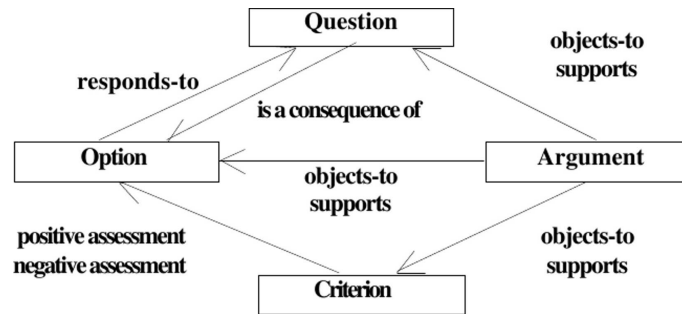 Question
objects-to
supports
responds-to
is a consequence of
Option
Argument
objects-to
supports
positive assessment
negative assessment
objects-to
supports
Criterion